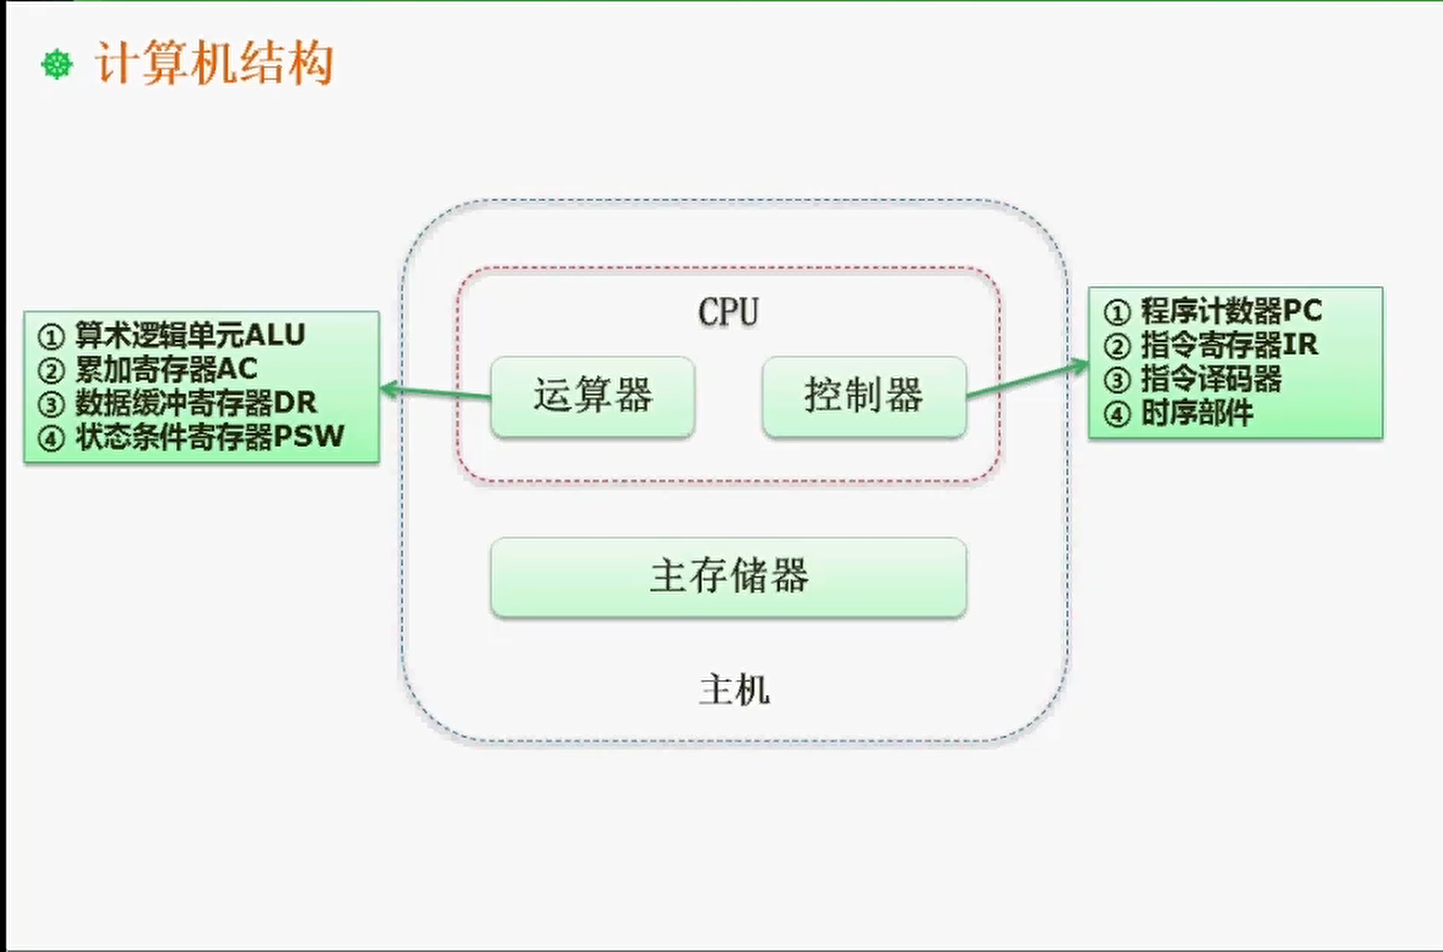 计算机结构
CPU
运算器
控制器
主存储器
主机
① 算术逻辑单元ALU
② 累加寄存器AC
③ 数据缓冲寄存器DR
④ 状态条件寄存器PSW
① 程序计数器PC
② 指令寄存器IR
③ 指令译码器
④ 时序部件